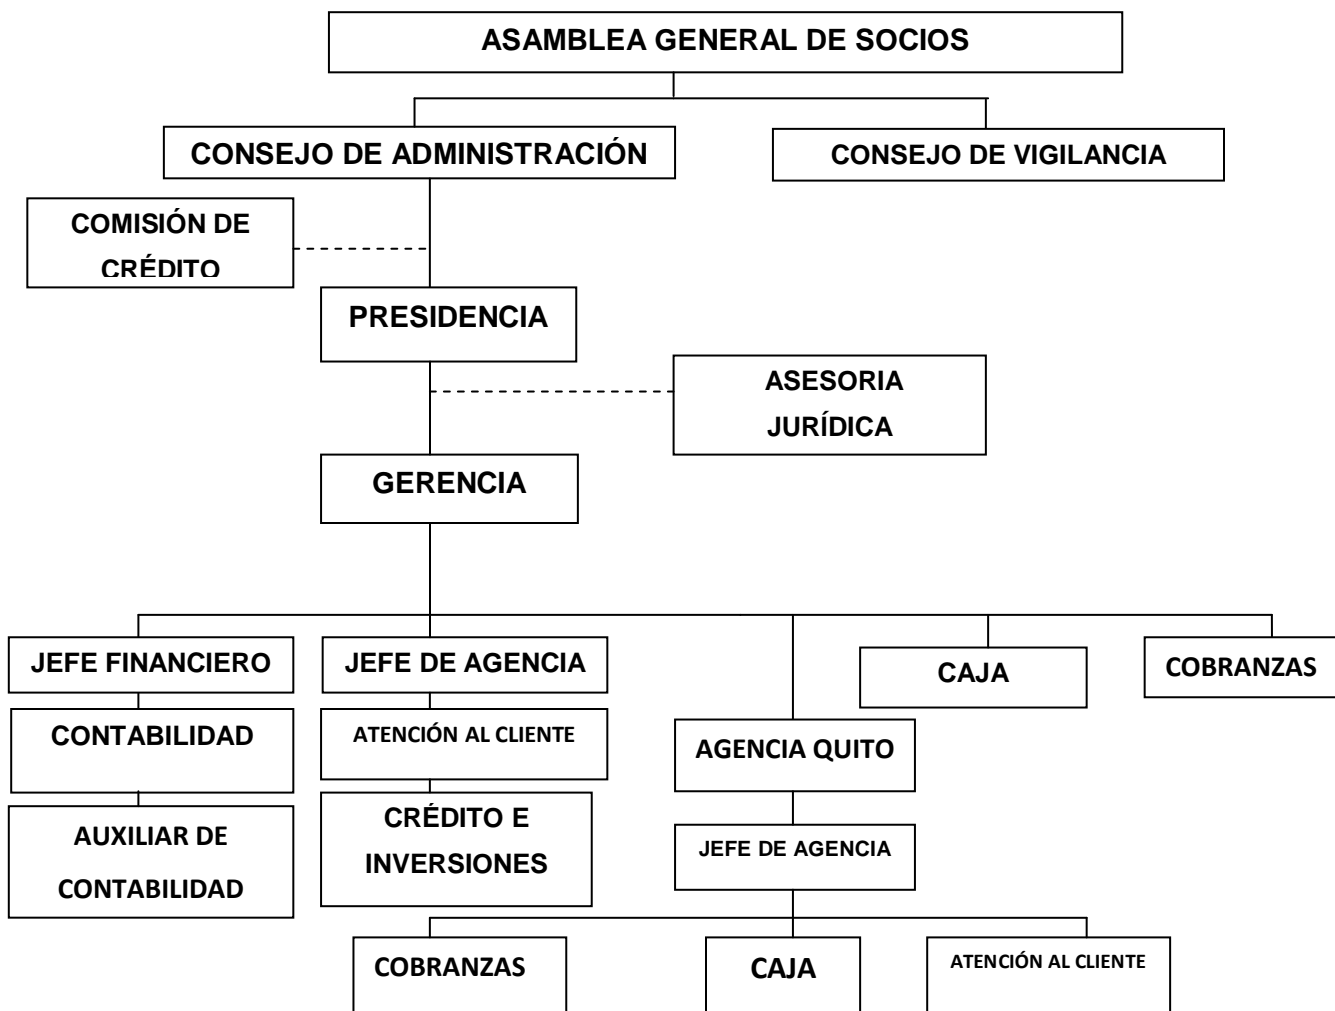 ASAMBLEA GENERAL DE SOCIOS
CONSEJO DE ADMINISTRACIÓN
CONSEJO DE VIGILANCIA
COMISIÓN DE
CRÉDITO
PRESIDENCIA
ASESORIA
JURÍDICA
GERENCIA
JEFE FINANCIERO
JEFE DE AGENCIA
CAJA
COBRANZAS
CONTABILIDAD
ATENCIÓN AL CLIENTE
AGENCIA QUITO
AUXILIAR DE
CONTABILIDAD
CRÉDITO E
INVERSIONES
JEFE DE AGENCIA
COBRANZAS
CAJA
ATENCIÓN AL CLIENTE